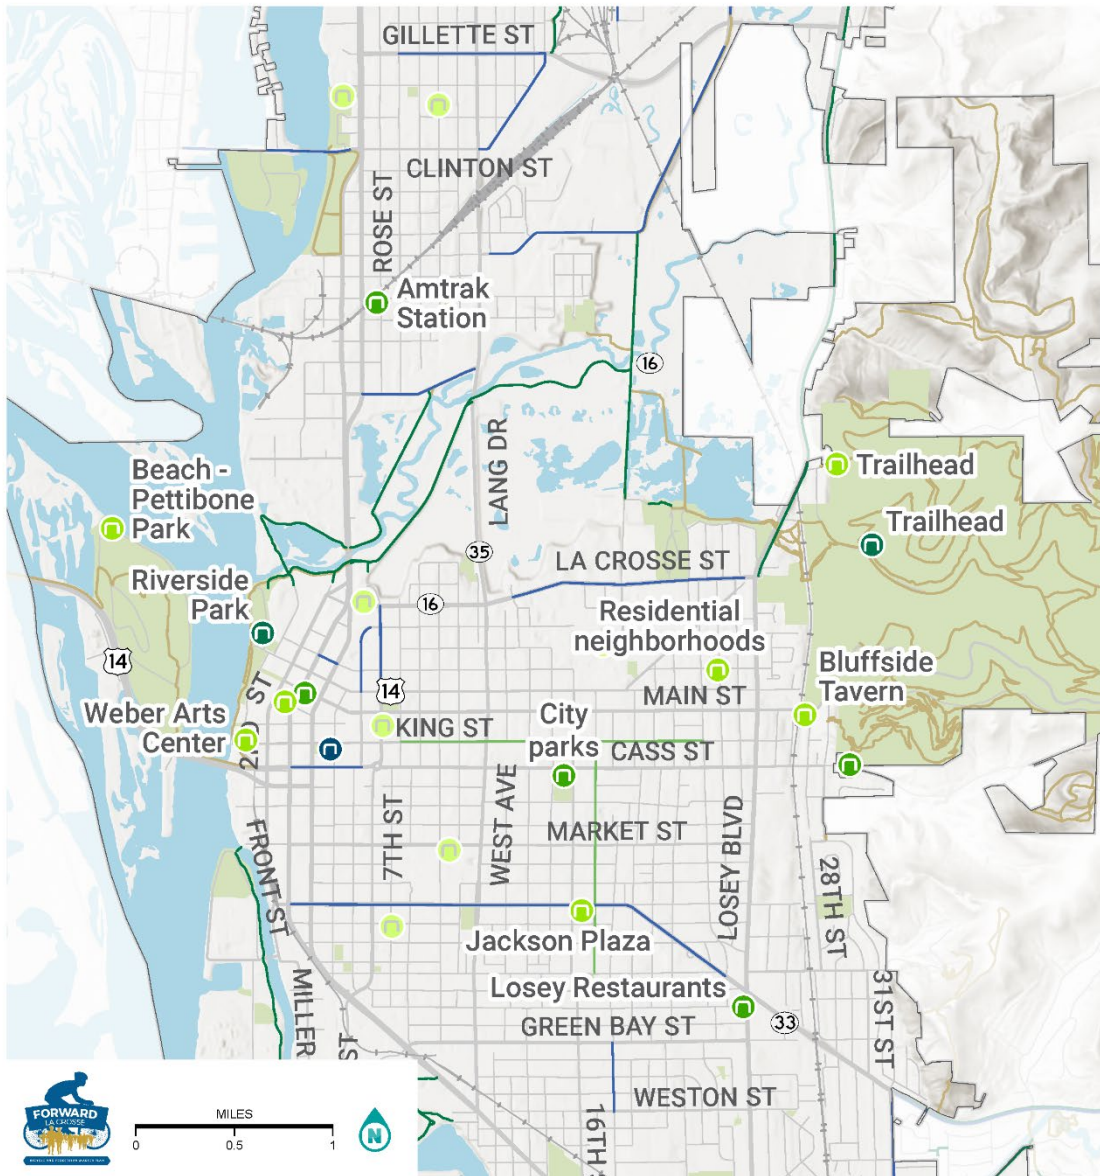 GILLETTE ST
CLINTON ST
ROSE ST
Amtrak
Station
16
LANG DR
Beach -
Pettibone
Park
Trailhead
Trailhead
35
LA CROSSE ST
Riverside
Park
16
Residential
neighborhoods
14
14
MAIN ST
Bluffside
Tavern
2ND ST
Weber Arts
Center
KING ST
City
parks
CASS ST
WEST AVE
7TH ST
MARKET ST
LOSEY BLVD
FRONT ST
28TH ST
Jackson Plaza
Losey Restaurants
31ST ST
MILLER
ST
GREEN BAY ST
33
WESTON ST
16TH S
FORWARD
LA CROSSE
MILES
0 0.5 1
N